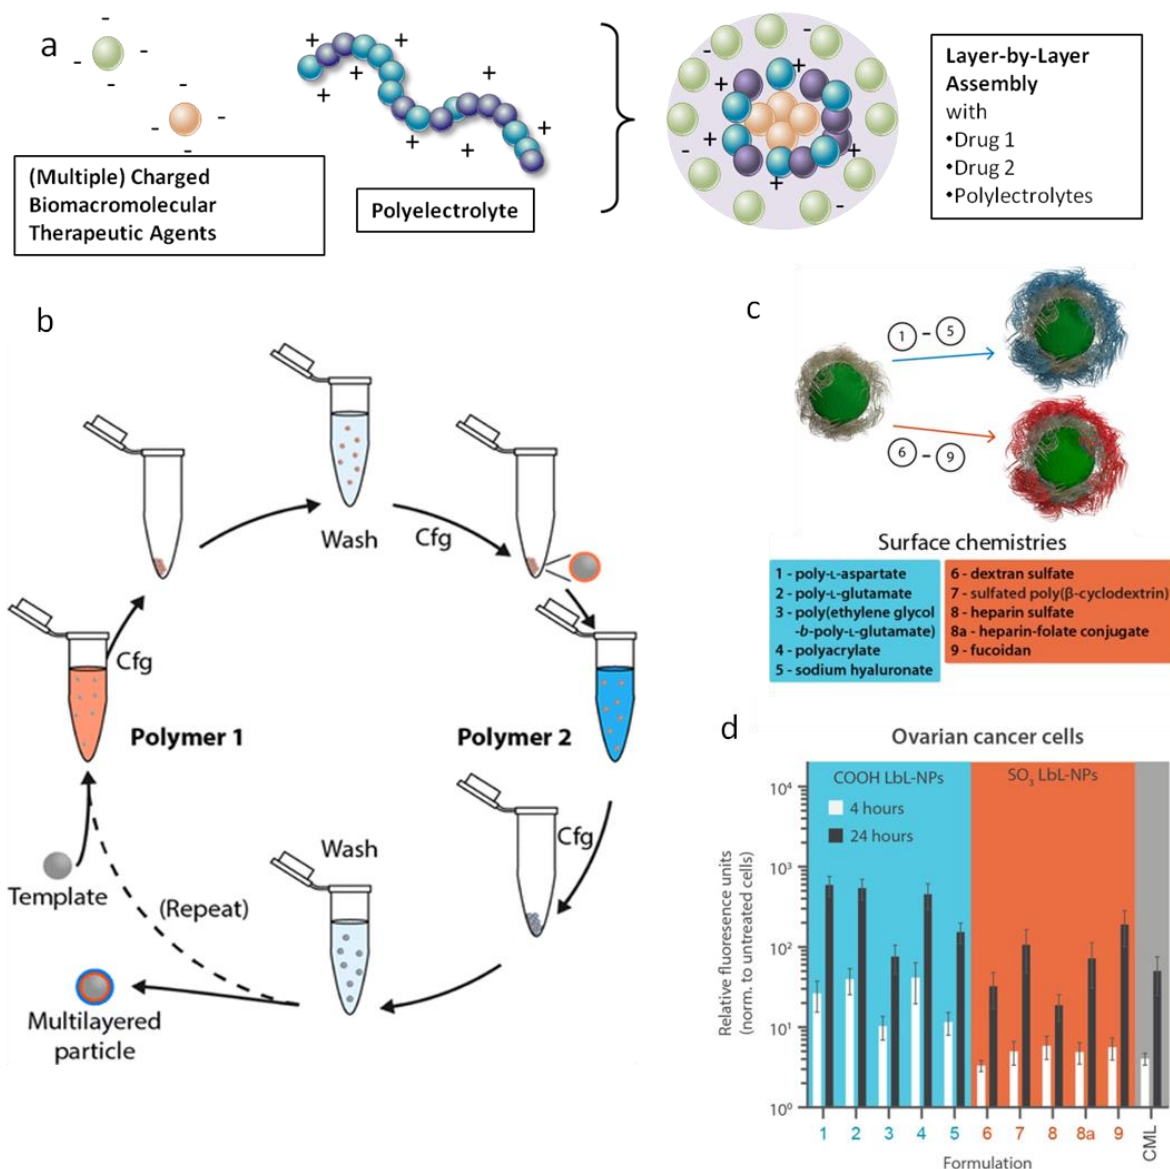 a
(Multiple) Charged
Biomacromolecular
Therapeutic Agents
Polyelectrolyte
Layer-by-Layer
Assembly
with
•Drug 1
•Drug 2
•Polylectrolytes
b
Wash
Cfg
Cfg
Polymer 1
Polymer 2
Cfg
Wash
Template
(Repeat)
Multilayered
particle
c
1 - 5
6 - 9
Surface chemistries
1 - poly-L-aspartate
2 - poly-L-glutamate
3 - poly(ethylene glycol
-b-poly-L-glutamate)
4 - polyacrylate
5 - sodium hyaluronate
6 - dextran sulfate
7 - sulfated poly(β-cyclodextrin)
8 - heparin sulfate
8a - heparin-folate conjugate
9 - fucoidan
d
Ovarian cancer cells
COOH LbL-NPs
SO3 LbL-NPs
4 hours
24 hours
Relative fluoresence units
(norm. to untreated cells)
10⁴
10³
10²
10¹
10⁰
1 2 3 4 5 6 7 8 8a 9 CML
Formulation